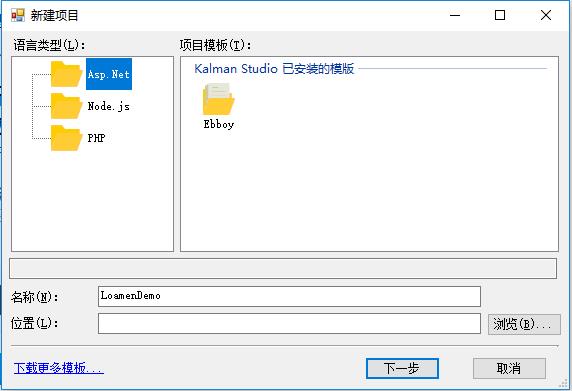 新建项目
语言类型(L):
项目模板(T):
Asp.Net
Node.js
PHP
Kalman Studio 已安装的模版
Ebboy
名称(N):
LoamenDemo
位置(L):
浏览(B)...
下载更多模板...
下一步
取消